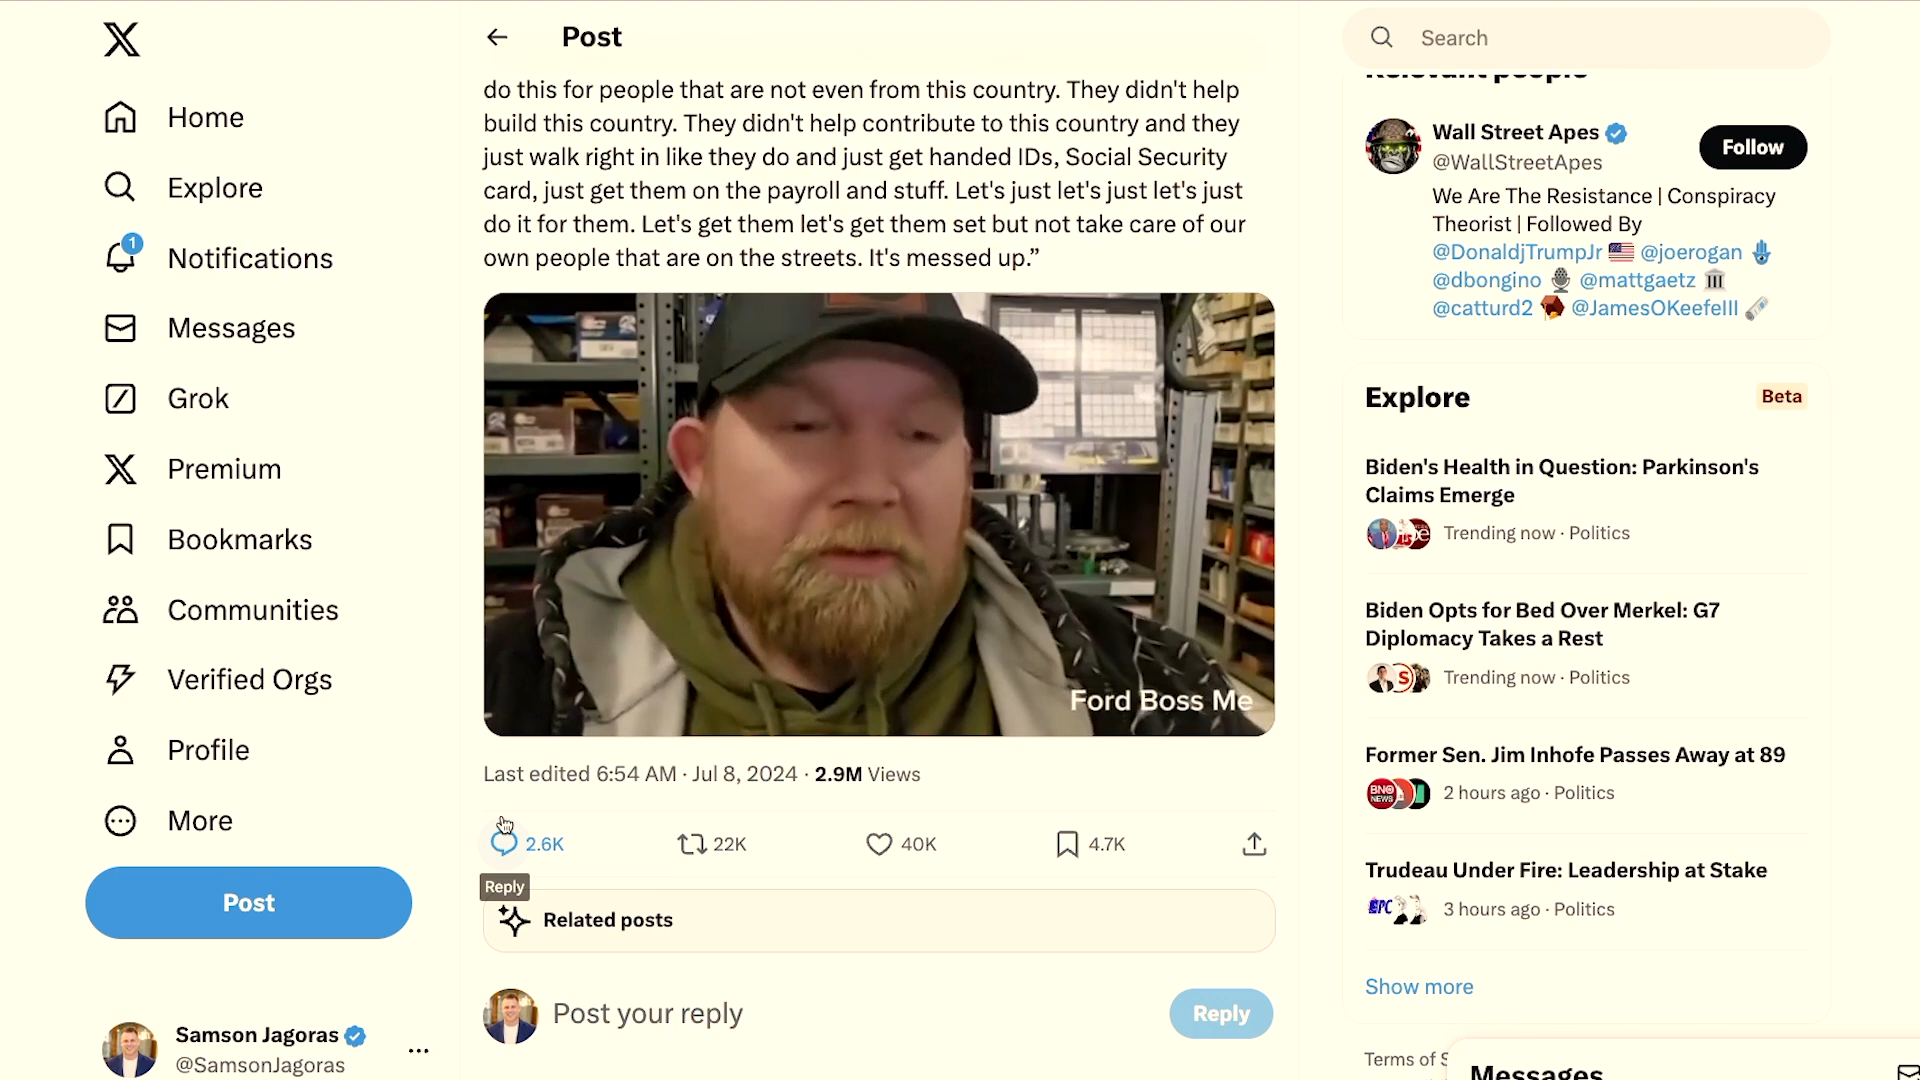 Home
Explore
1
Notifications
Messages
Grok
Premium
Bookmarks
Communities
Verified Orgs
Profile
More
Post
Samson Jagoras
@SamsonJagoras
Post
do this for people that are not even from this country. They didn't help
build this country. They didn't help contribute to this country and they
just walk right in like they do and just get handed IDs, Social Security
card, just get them on the payroll and stuff. Let's just let's just let's just
do it for them. Let's get them let's get them set but not take care of our
own people that are on the streets. It's messed up.”
Ford Boss Me
Last edited 6:54 AM · Jul 8, 2024 · 2.9M Views
2.6K 22K 40K 4.7K
Reply
Related posts
Post your reply
Reply
Search
Relevant people
Wall Street Apes
@WallStreetApes
Follow
We Are The Resistance | Conspiracy
Theorist | Followed By
@DonaldjTrumpJr @joerogan
@dbongino @mattgaetz
@catturd2 @JamesOKeefeIII
Explore
Beta
Biden's Health in Question: Parkinson's
Claims Emerge
Trending now · Politics
Biden Opts for Bed Over Merkel: G7
Diplomacy Takes a Rest
S
Trending now · Politics
Former Sen. Jim Inhofe Passes Away at 89
BNO
NEWS
2 hours ago · Politics
Trudeau Under Fire: Leadership at Stake
3 hours ago · Politics
Show more
Terms of S
Messages